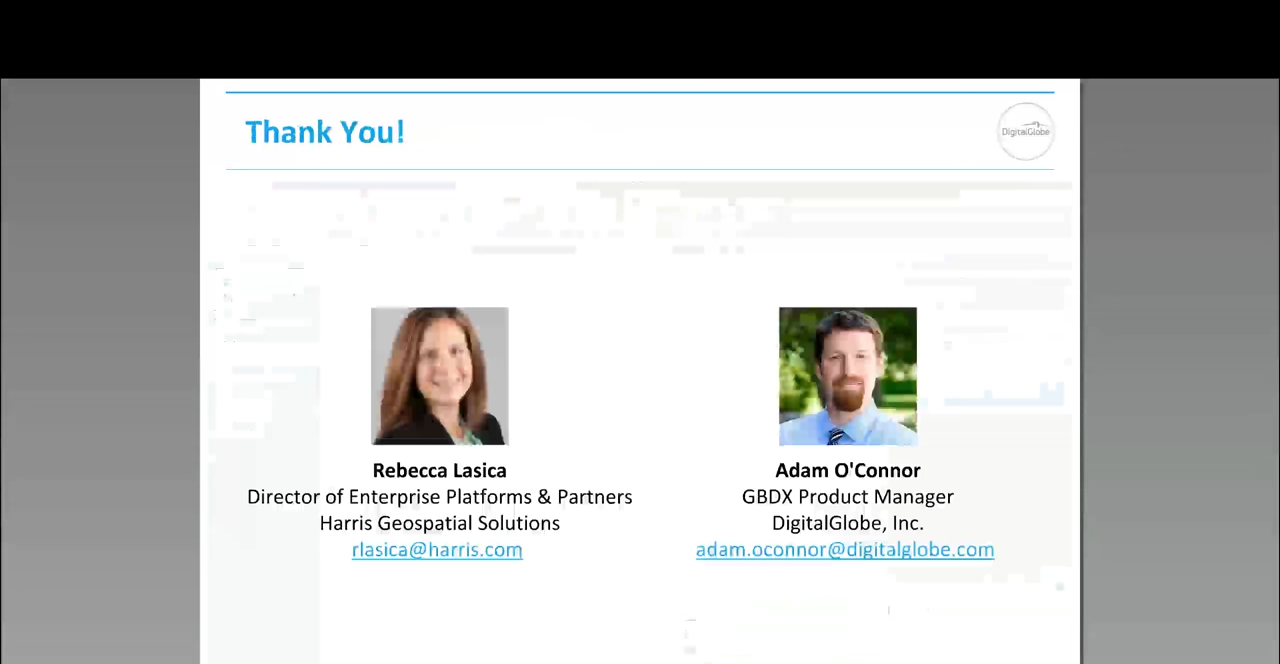 Thank You!
DigitalGlobe
Rebecca Lasica
Director of Enterprise Platforms & Partners
Harris Geospatial Solutions
rlasica@harris.com
Adam O'Connor
GBDX Product Manager
DigitalGlobe, Inc.
adam.oconnor@digitalglobe.com